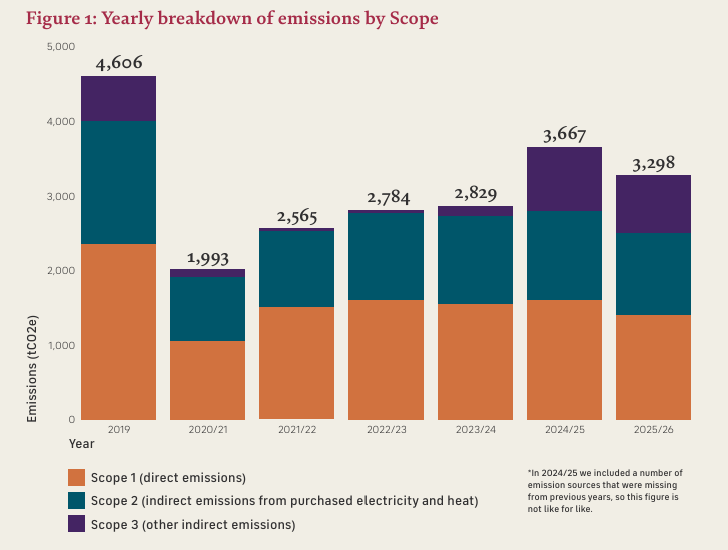 Figure 1: Yearly breakdown of emissions by Scope
5,000
4,000
3,000
2,000
1,000
0
Emissions (tCO2e)
4,606
1,993
2,565
2,784
2,829
3,667
3,298
2019
2020/21
2021/22
2022/23
2023/24
2024/25
2025/26
Year
Scope 1 (direct emissions)
Scope 2 (indirect emissions from purchased electricity and heat)
Scope 3 (other indirect emissions)
*In 2024/25 we included a number of
emission sources that were missing
from previous years, so this figure is
not like for like.